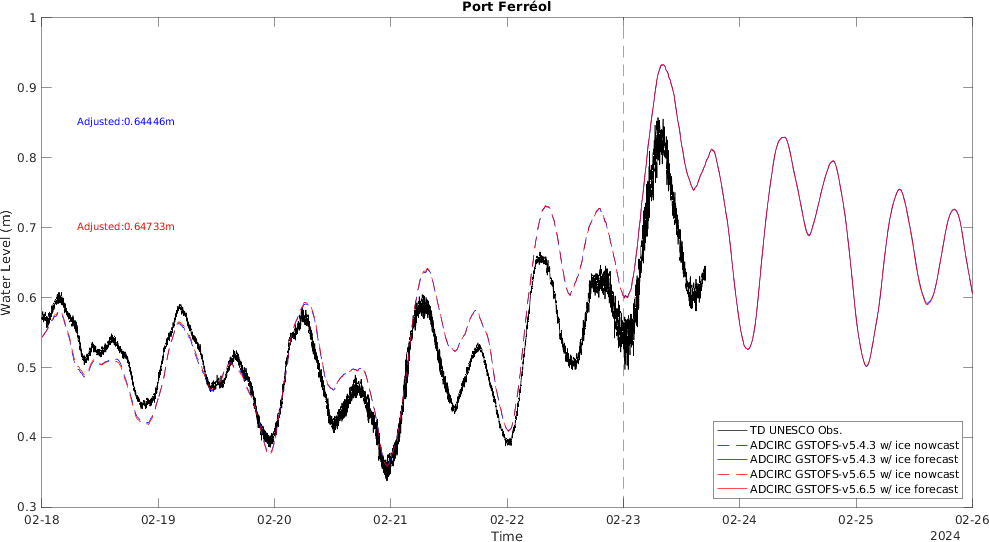 Port Ferréol
1
0.9
0.8
0.7
0.6
0.5
0.4
0.3
Water Level (m)
Adjusted:0.64446m
Adjusted:0.64733m
TD UNESCO Obs.
ADCIRC GSTOFS-v5.4.3 w/ ice nowcast
ADCIRC GSTOFS-v5.4.3 w/ ice forecast
ADCIRC GSTOFS-v5.6.5 w/ ice nowcast
ADCIRC GSTOFS-v5.6.5 w/ ice forecast
02-18 02-19 02-20 02-21 02-22 02-23 02-24 02-25 02-26
Time
2024